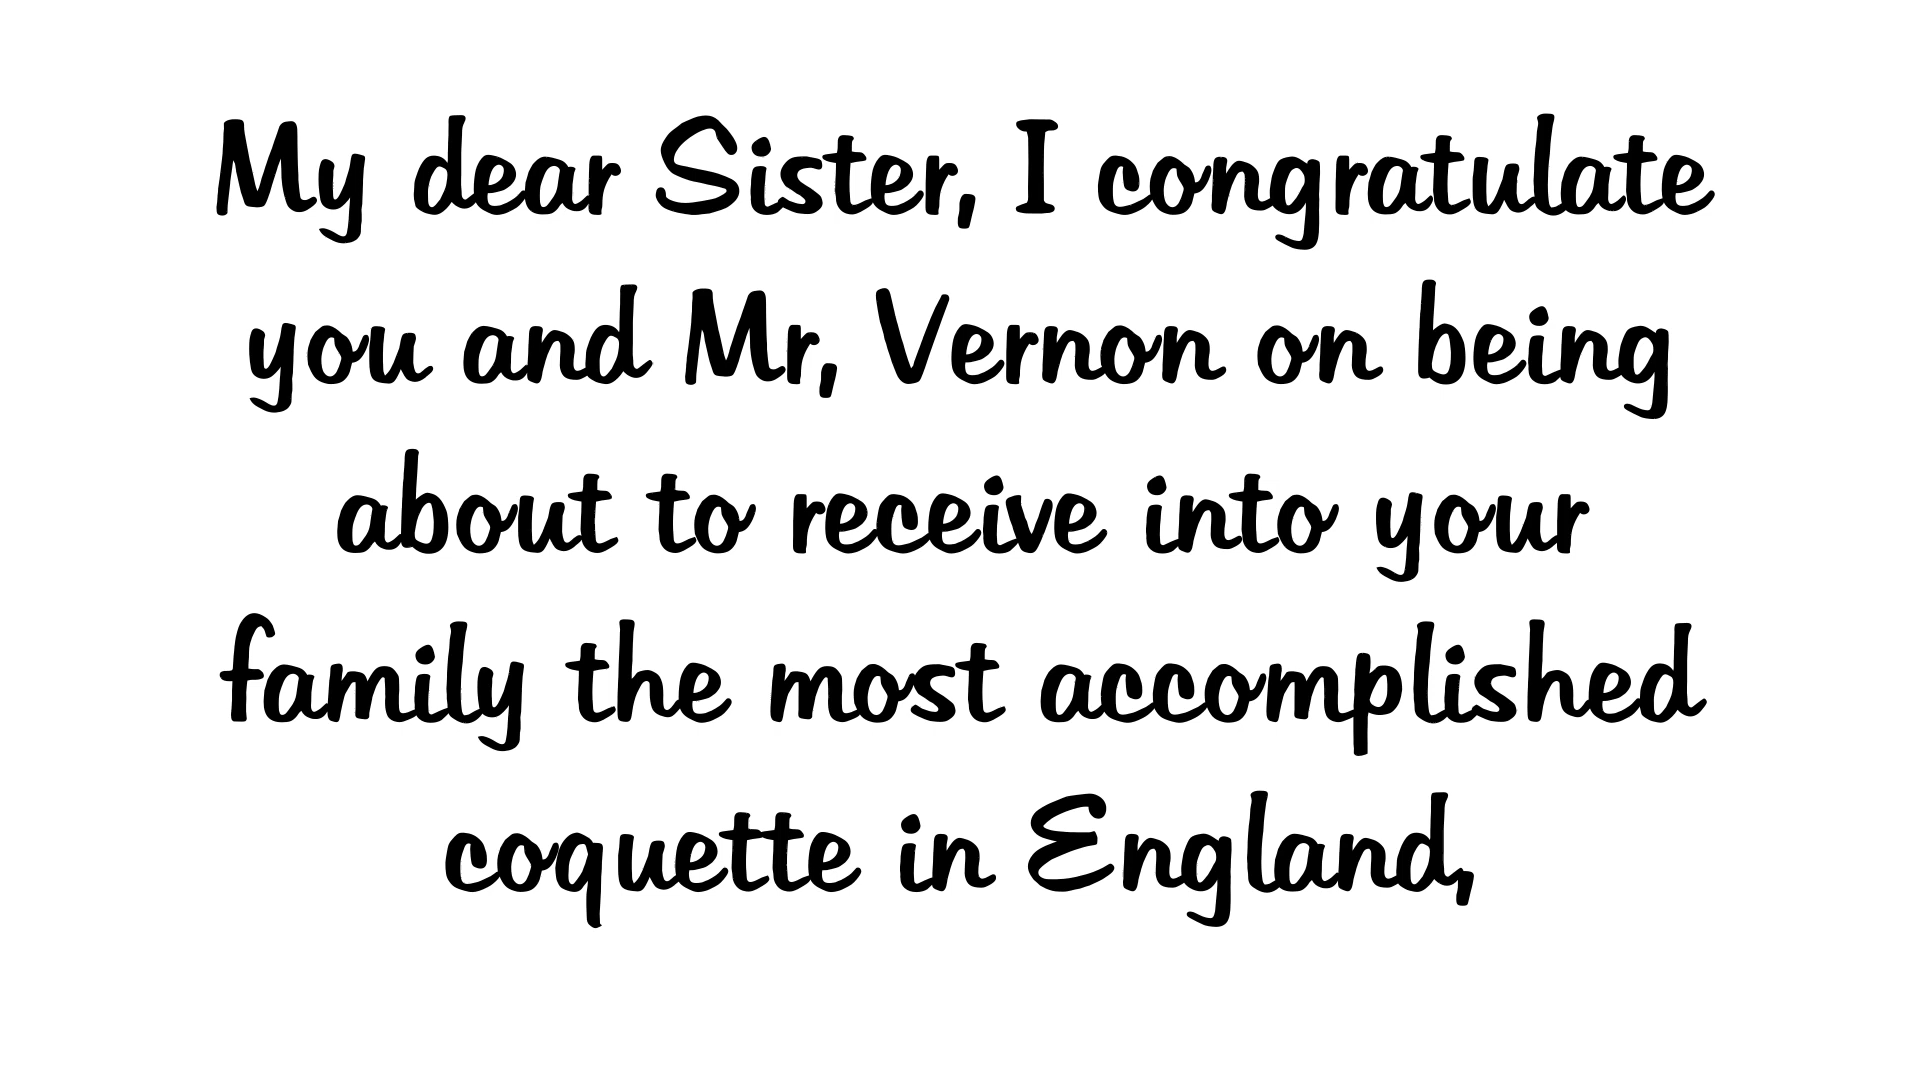 My dear Sister, I congratulate
you and Mr, Vernon on being
about to receive into your
family the most accomplished
coquette in England,